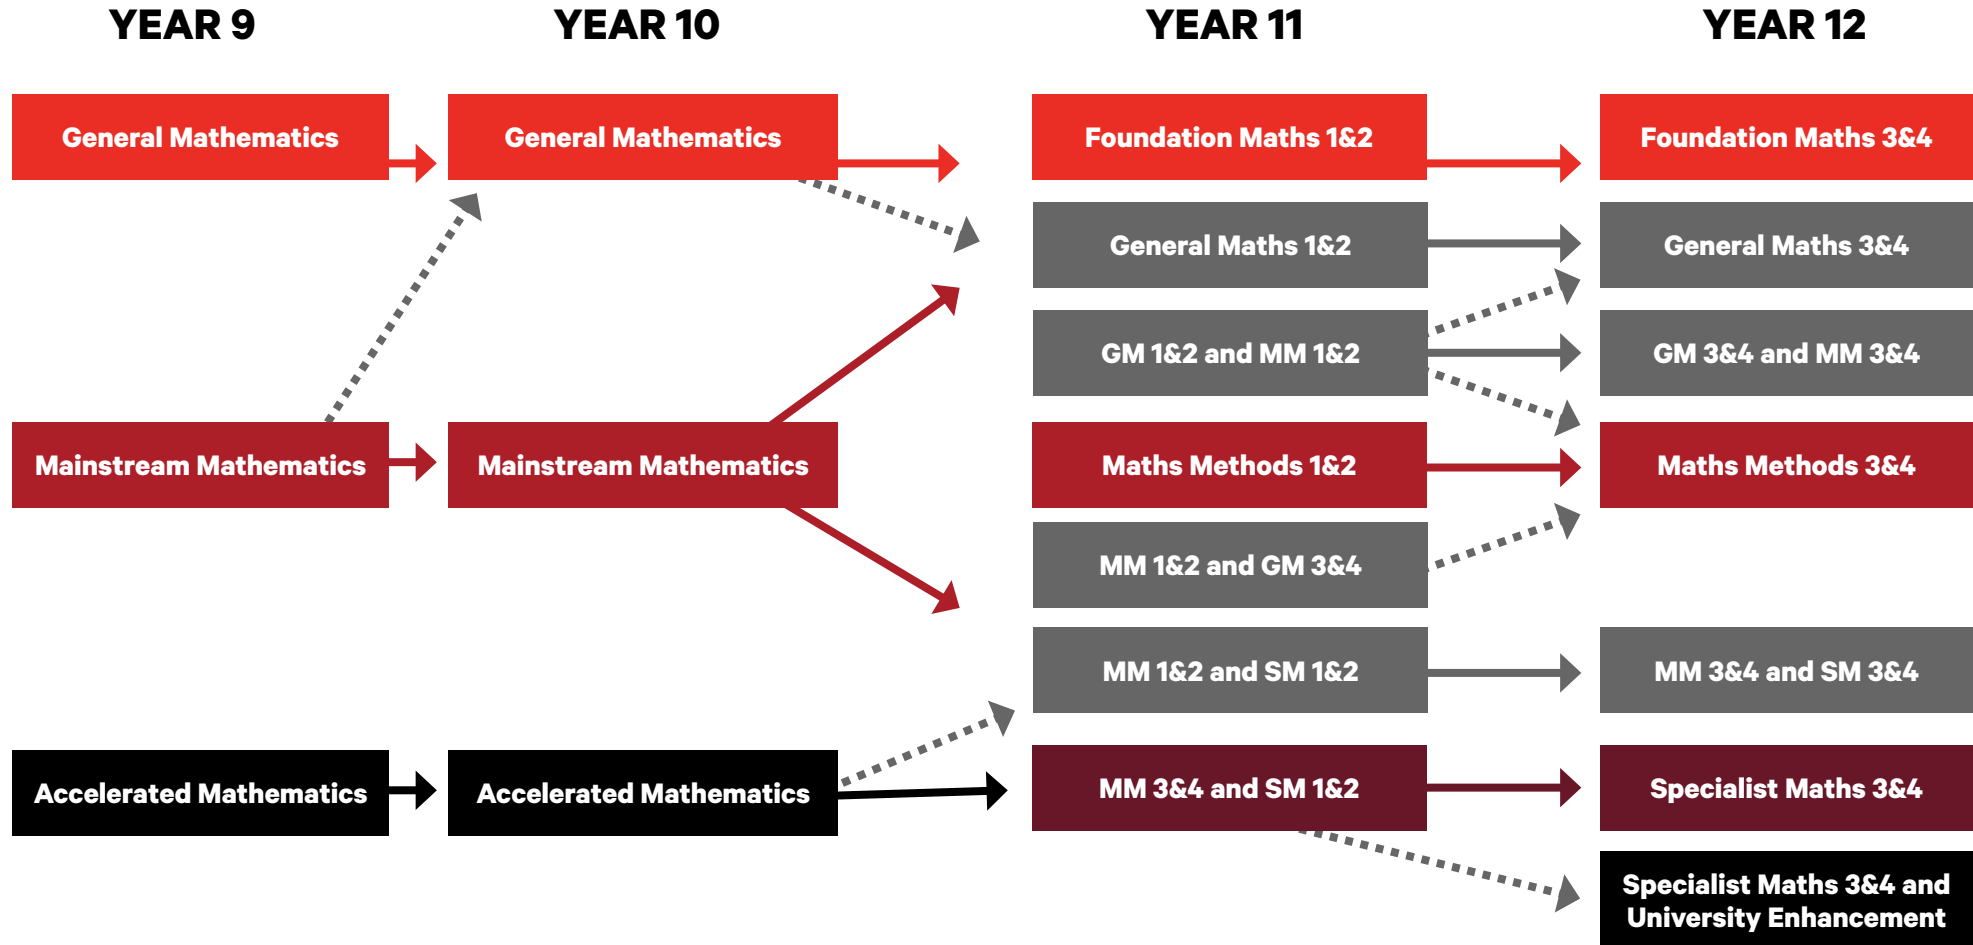 YEAR 9
YEAR 10
YEAR 11
YEAR 12
General Mathematics
General Mathematics
Foundation Maths 1&2
Foundation Maths 3&4
General Maths 1&2
General Maths 3&4
GM 1&2 and MM 1&2
GM 3&4 and MM 3&4
Mainstream Mathematics
Mainstream Mathematics
Maths Methods 1&2
Maths Methods 3&4
MM 1&2 and GM 3&4
MM 1&2 and SM 1&2
MM 3&4 and SM 3&4
Accelerated Mathematics
Accelerated Mathematics
MM 3&4 and SM 1&2
Specialist Maths 3&4
Specialist Maths 3&4 and
University Enhancement